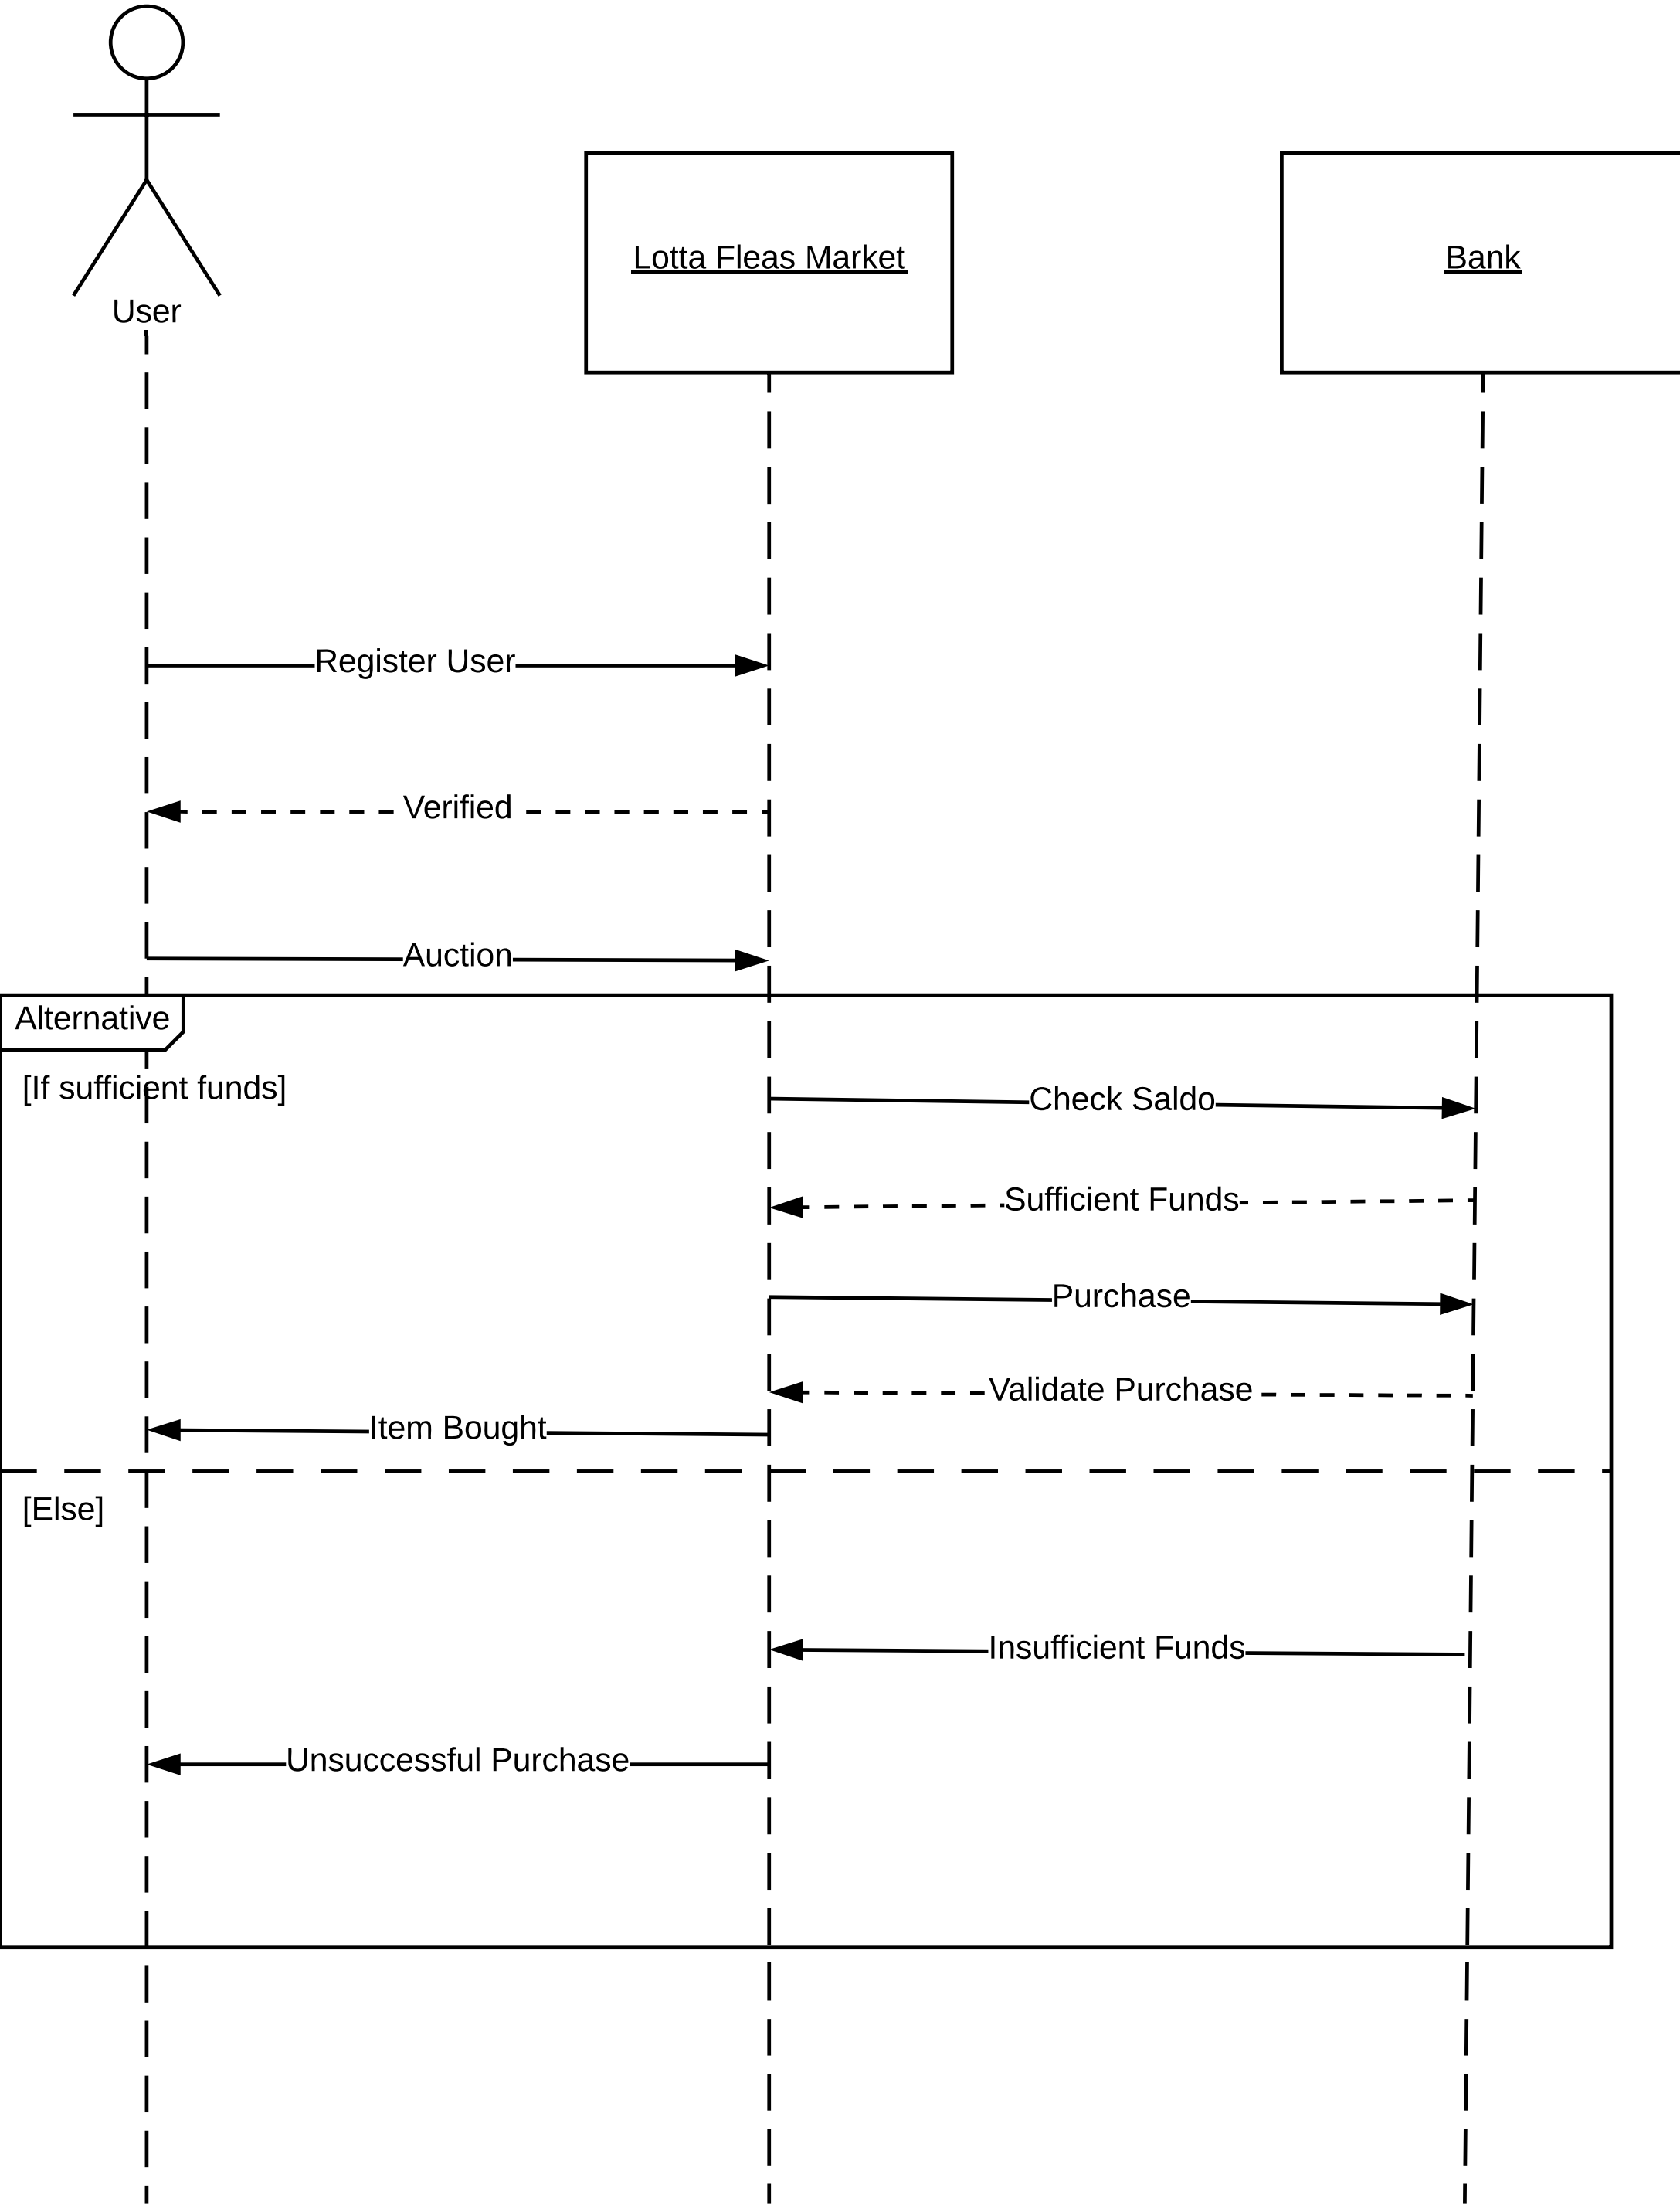 Lotta Fleas Market
Bank
User
Register User
Verified
Auction
Alternative
[If sufficient funds]
Check Saldo
Sufficient Funds
Purchase
Validate Purchase
Item Bought
[Else]
Insufficient Funds
Unsuccessful Purchase